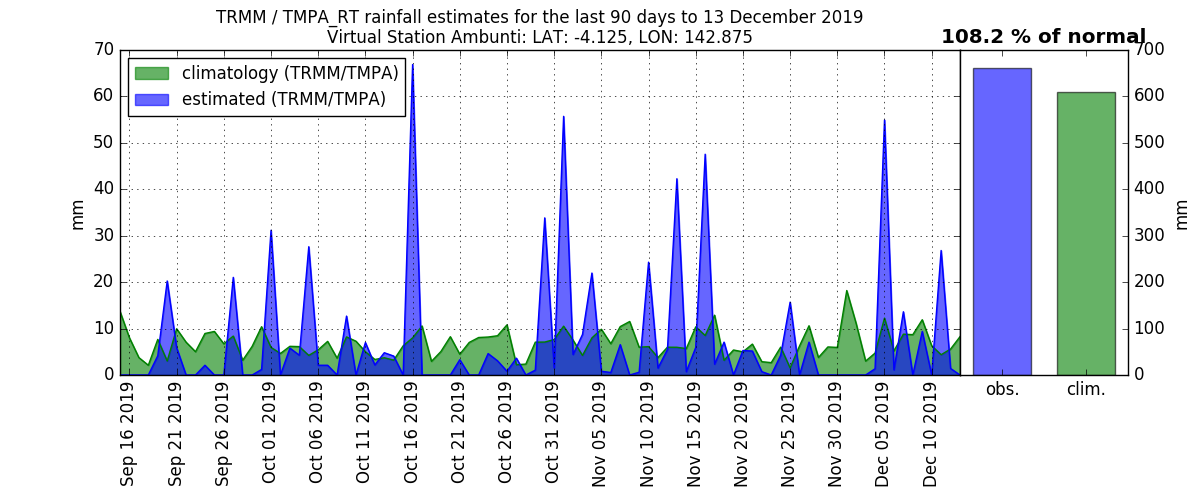 TRMM / TMPA_RT rainfall estimates for the last 90 days to 13 December 2019
Virtual Station Ambunti: LAT: -4.125, LON: 142.875
108.2 % of normal
climatology (TRMM/TMPA)
estimated (TRMM/TMPA)
70
60
50
40
30
20
10
0
mm
700
600
500
400
300
200
100
0
mm
Sep 16 2019
Sep 21 2019
Sep 26 2019
Oct 01 2019
Oct 06 2019
Oct 11 2019
Oct 16 2019
Oct 21 2019
Oct 26 2019
Oct 31 2019
Nov 05 2019
Nov 10 2019
Nov 15 2019
Nov 20 2019
Nov 25 2019
Nov 30 2019
Dec 05 2019
Dec 10 2019
obs.
clim.